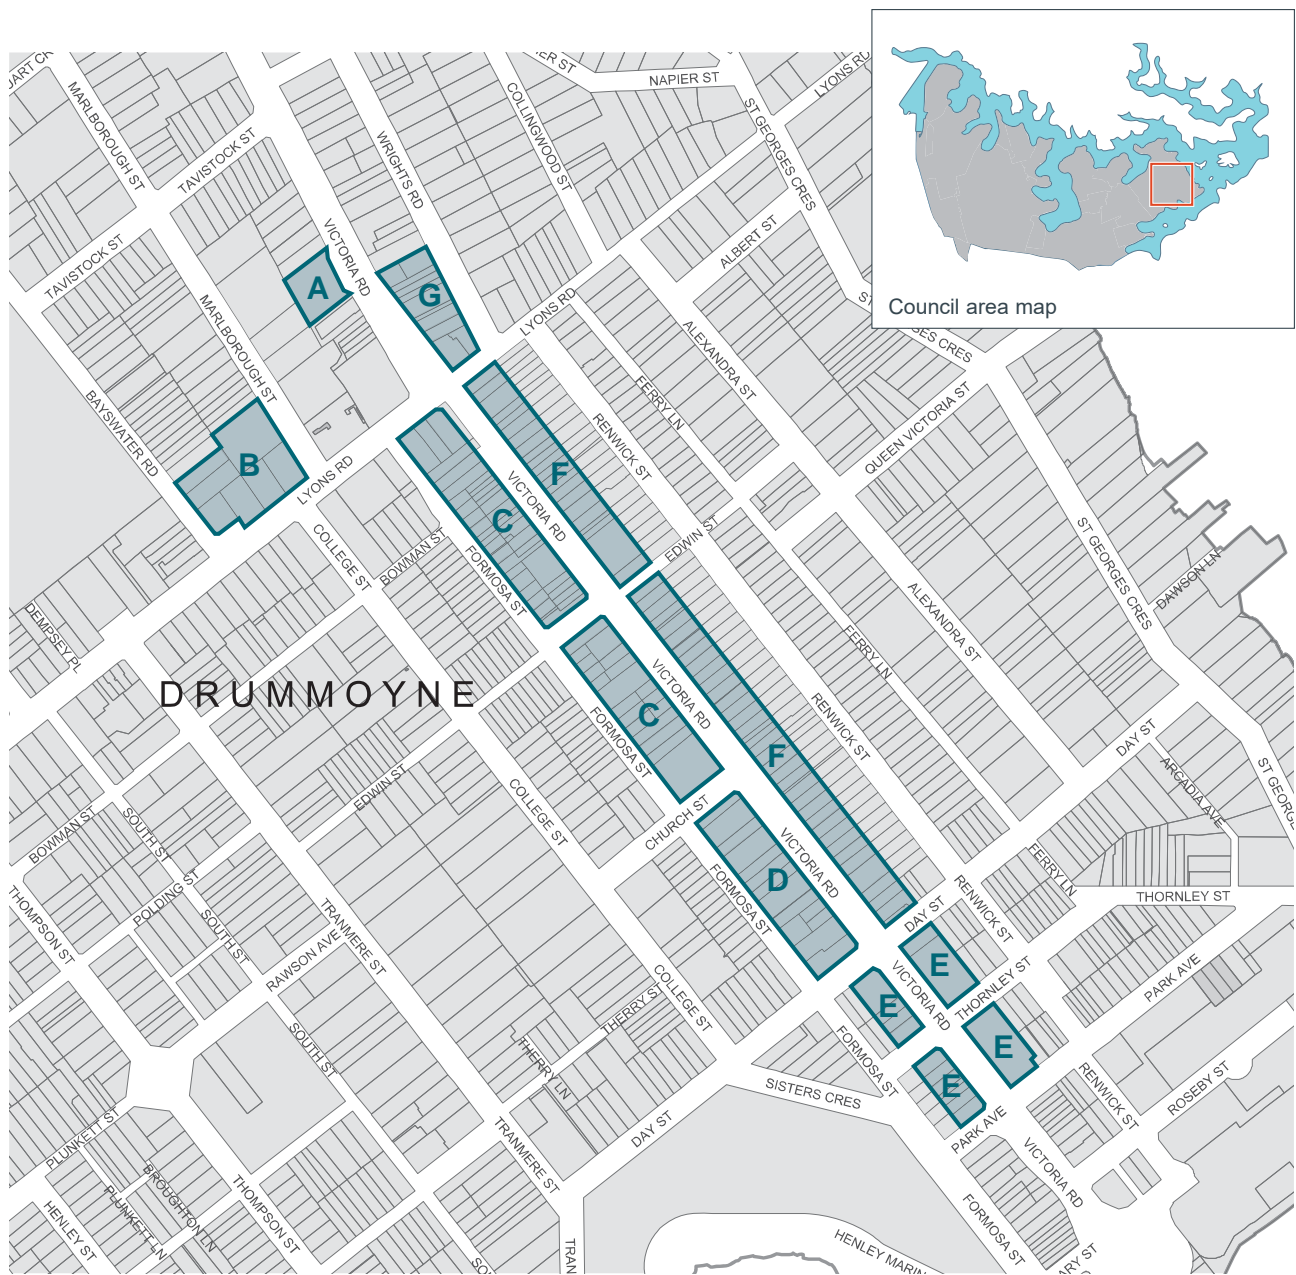 NAPIER ST
LYONS RD
MARLBOROUGH ST
TAVISTOCK ST
WRIGHTS RD
COLLINGWOOD ST
ST GEORGES CRES
Council area map
TAVISTOCK ST
VICTORIA RD
ALBERT ST
A
G
MARLBOROUGH ST
LYONS RD
ALEXANDRA ST
FERRY LN
BAYSWATER RD
RENWICK ST
QUEEN VICTORIA ST
B
LYONS RD
F
C
VICTORIA RD
COLLEGE ST
BOWMAN ST
FORMOSA ST
EDWIN ST
ST GEORGES CRES
DAWSON LN
DEMPSEY PL
ALEXANDRA ST
FERRY LN
DRUMMOYNE
VICTORIA RD
C
FORMOSA ST
RENWICK ST
F
DAY ST
ARCADIA AVE
EDWIN ST
COLLEGE ST
CHURCH ST
BOWMAN ST
SOUTH ST
VICTORIA RD
D
FORMOSA ST
FERRY LN
THORNLEY ST
POLDING ST
THOMPSON ST
SOUTH ST
TRANMERE ST
RAWSON AVE
DAY ST
RENWICK ST
E
THORNLEY ST
PARK AVE
VICTORIA RD
E
COLLEGE ST
THERRY S
SOUTH ST
E
FORMOSA ST
THERRY LN
E
SISTERS CRES
RENWICK ST
ROSEBY ST
DAY ST
PARK AVE
PLUNKETT ST
TRANMERE ST
VICTORIA RD
BROUGHTON LN
PLUNKETT LN
THOMPSON ST
HENLEY ST
FORMOSA ST
HENLEY MARIN
TRAN
ARY ST